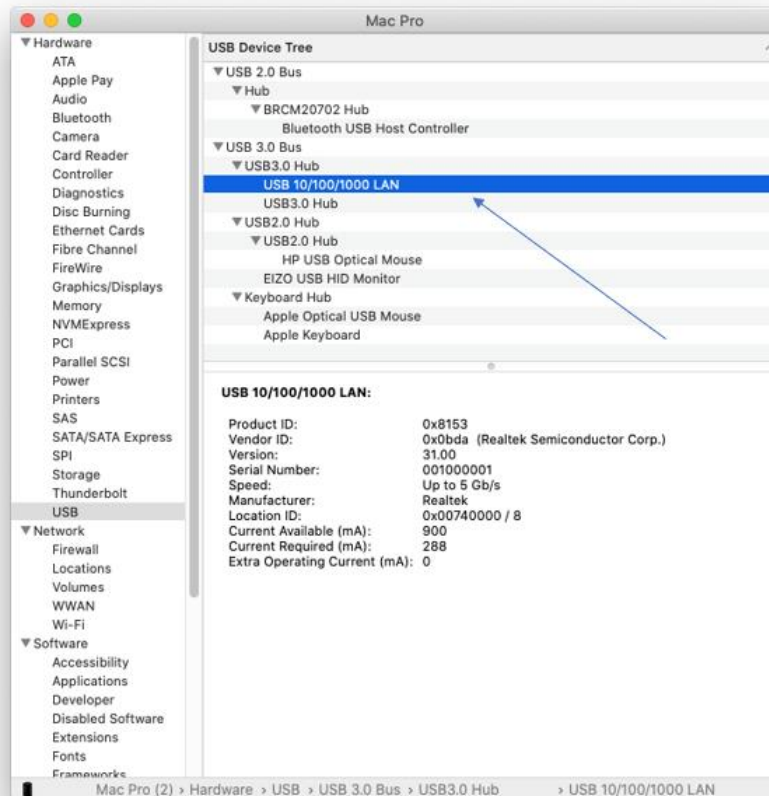 Mac Pro
Hardware
ATA
Apple Pay
Audio
Bluetooth
Camera
Card Reader
Controller
Diagnostics
Disc Burning
Ethernet Cards
Fibre Channel
FireWire
Graphics/Displays
Memory
NVMExpress
PCI
Parallel SCSI
Power
Printers
SAS
SATA/SATA Express
SPI
Storage
Thunderbolt
USB
Network
Firewall
Locations
Volumes
WWAN
Wi-Fi
Software
Accessibility
Applications
Developer
Disabled Software
Extensions
Fonts
Frameworks
USB Device Tree
USB 2.0 Bus
Hub
BRCM20702 Hub
Bluetooth USB Host Controller
USB 3.0 Bus
USB3.0 Hub
USB 10/100/1000 LAN
USB3.0 Hub
USB2.0 Hub
USB2.0 Hub
HP USB Optical Mouse
EIZO USB HID Monitor
Keyboard Hub
Apple Optical USB Mouse
Apple Keyboard
USB 10/100/1000 LAN:
Product ID: 0x8153
Vendor ID: 0x0bda (Realtek Semiconductor Corp.)
Version: 31.00
Serial Number: 001000001
Speed: Up to 5 Gb/s
Manufacturer: Realtek
Location ID: 0x00740000 / 8
Current Available (mA): 900
Current Required (mA): 288
Extra Operating Current (mA): 0
Mac Pro (2) › Hardware › USB › USB 3.0 Bus › USB3.0 Hub › USB 10/100/1000 LAN